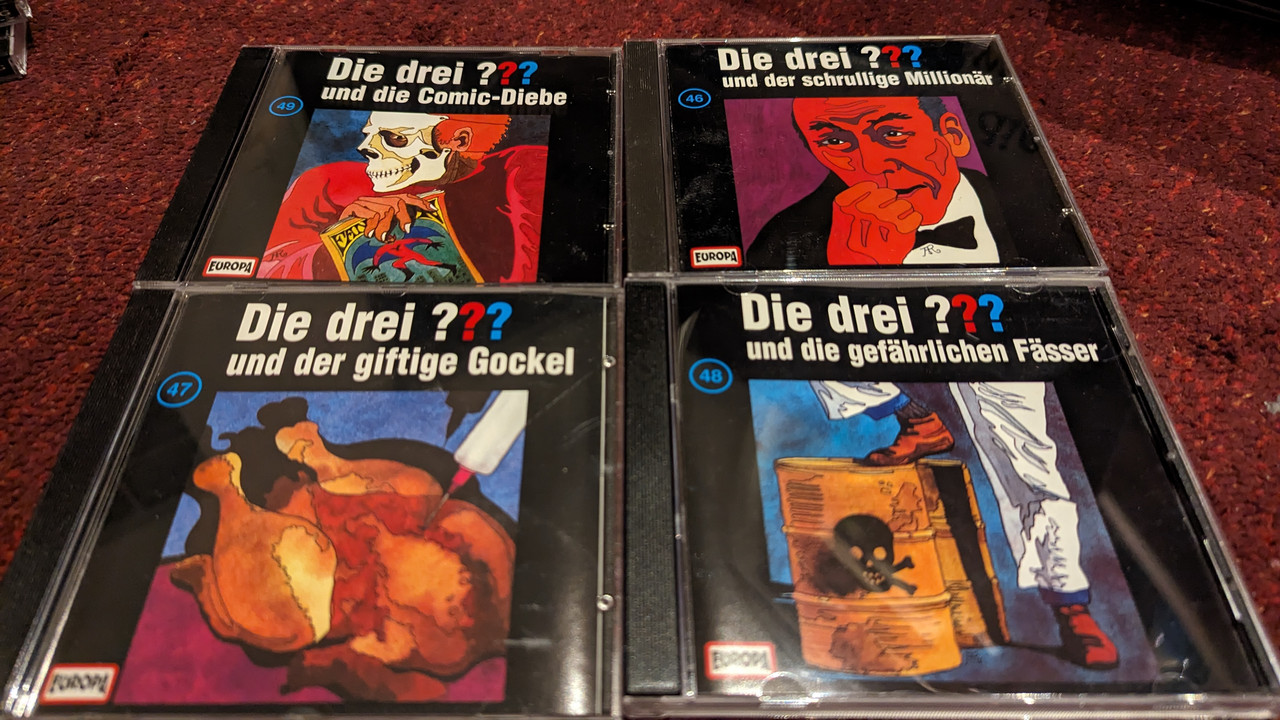 Die drei ???
und die Comic-Diebe
49
EUROPA
Die drei ???
und der schrullige Millionär
46
AR
EUROPA
Die drei ???
und der giftige Gockel
47
EUROPA
Die drei ???
und die gefährlichen Fässer
48
EUROPA